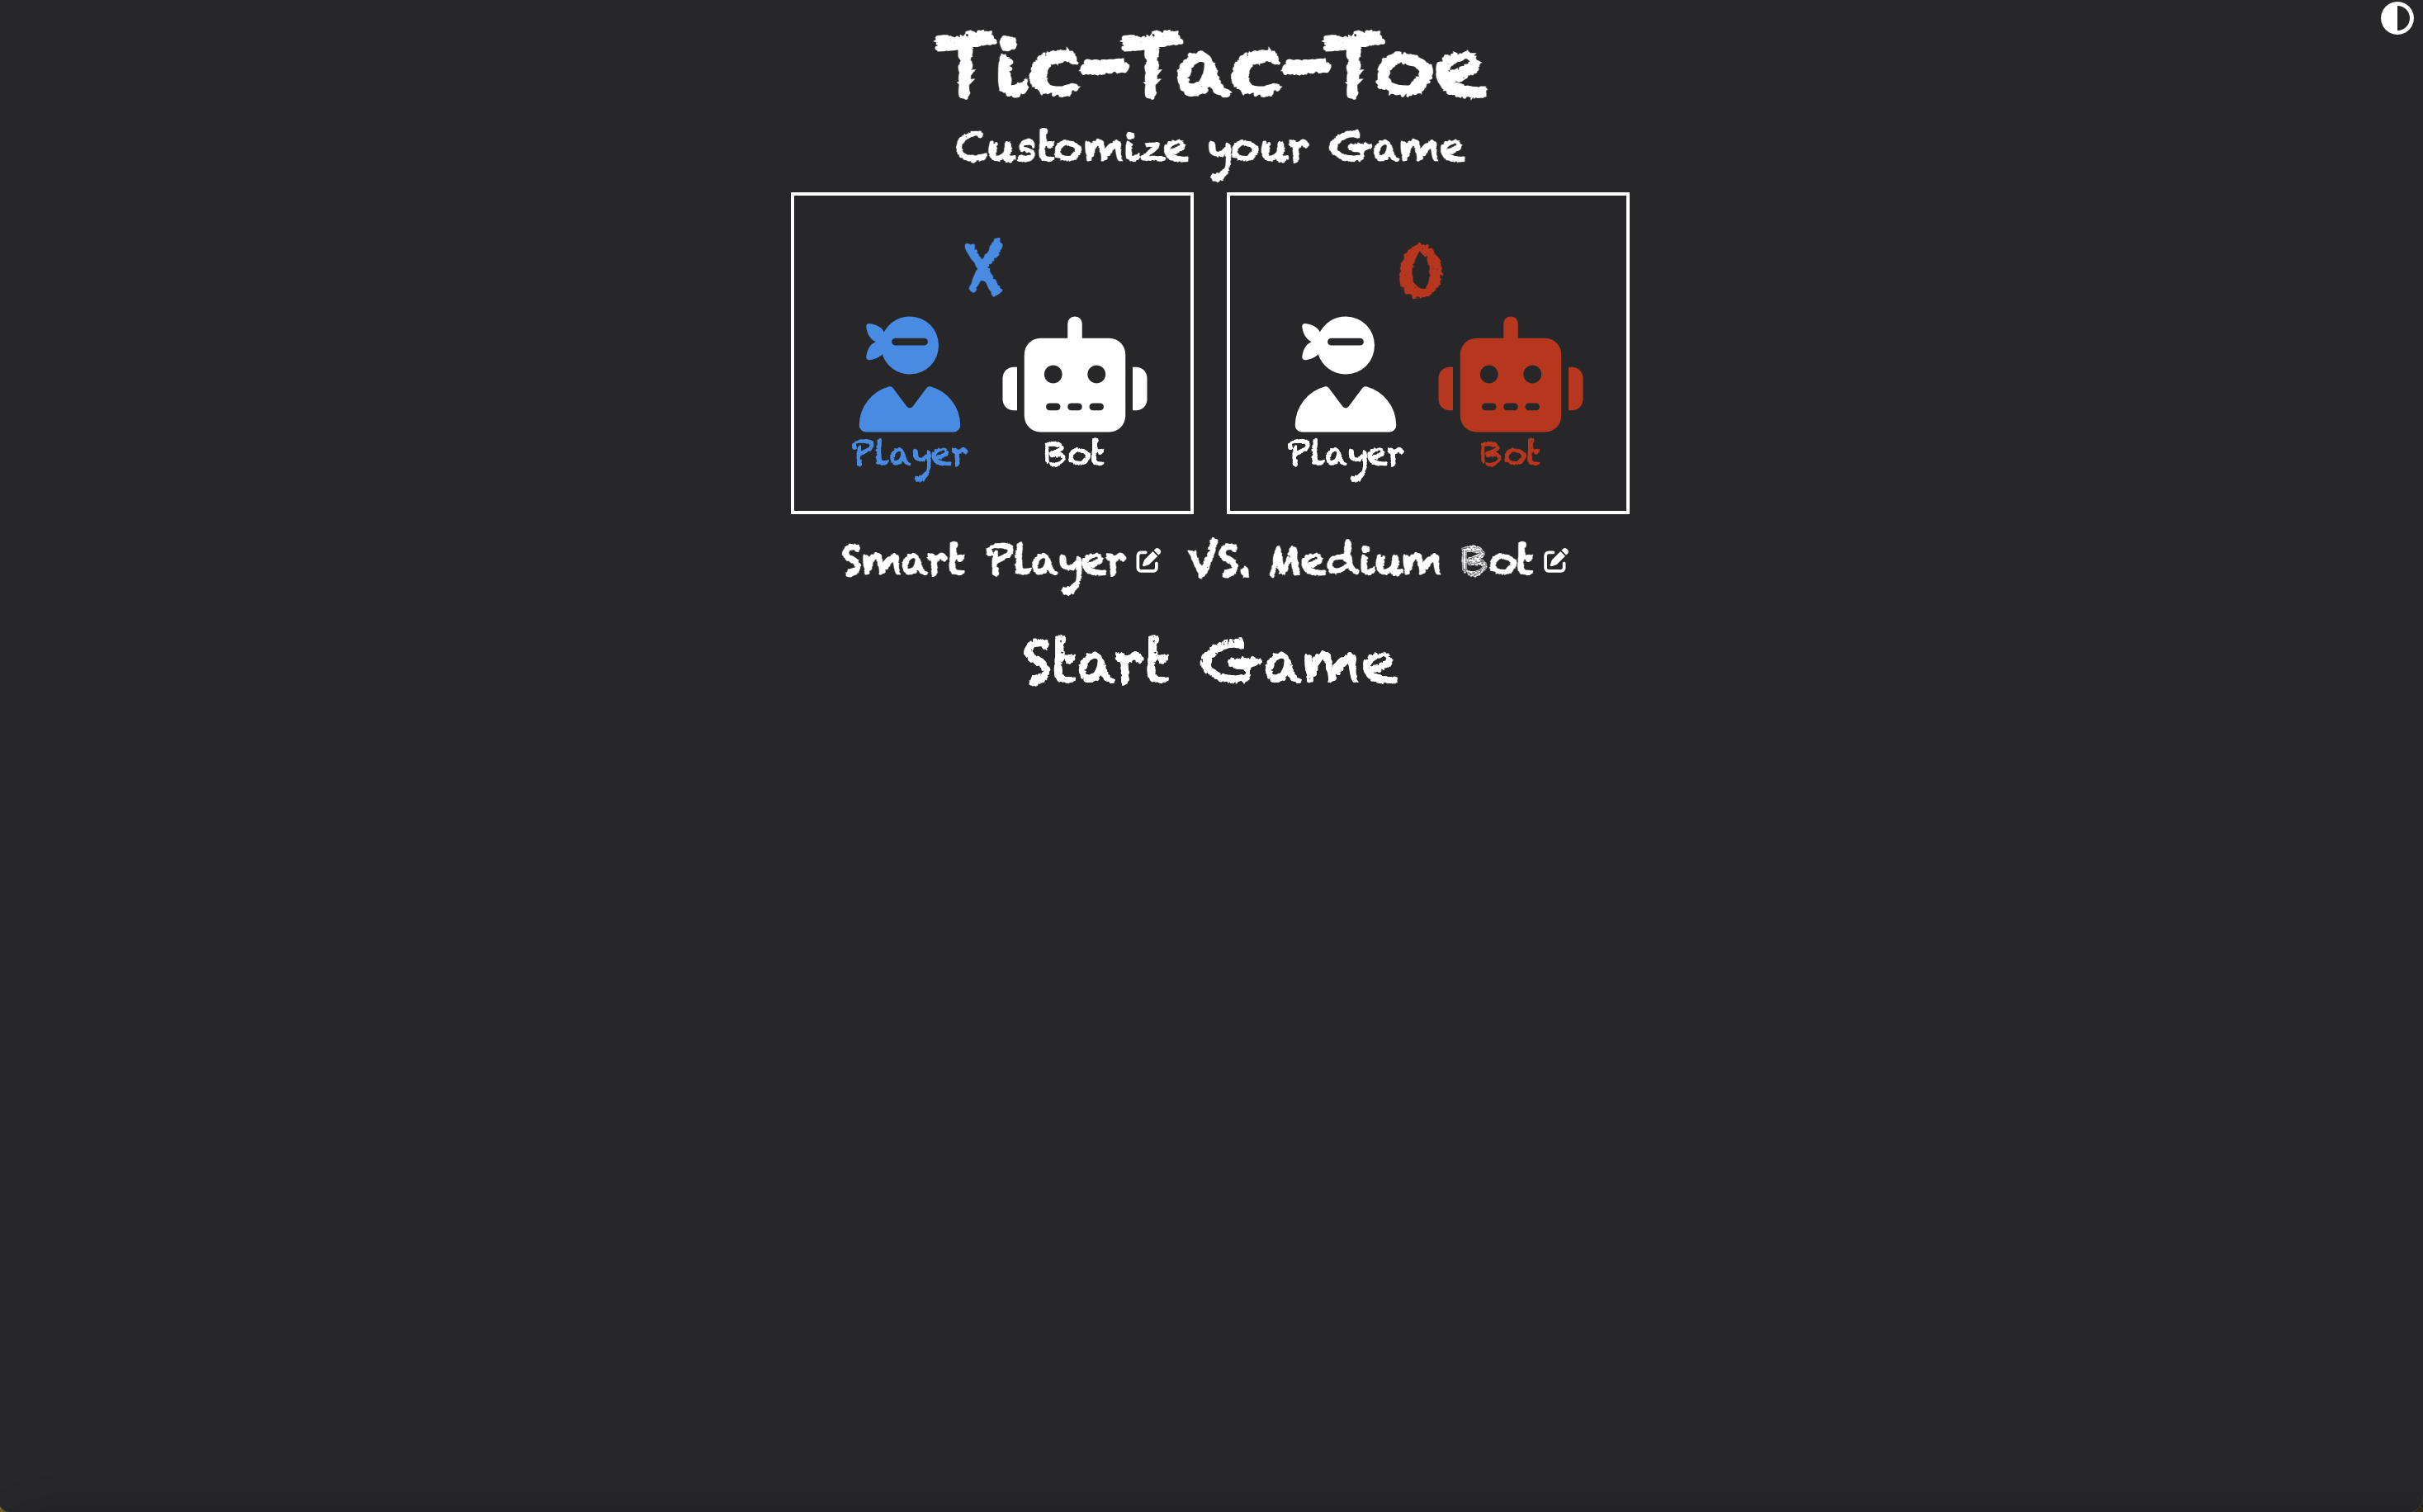 Tic-Tac-Toe
Customize your Game
X
O
Player Bot
Player Bot
Smart Player Vs. Medium Bot
Start Game